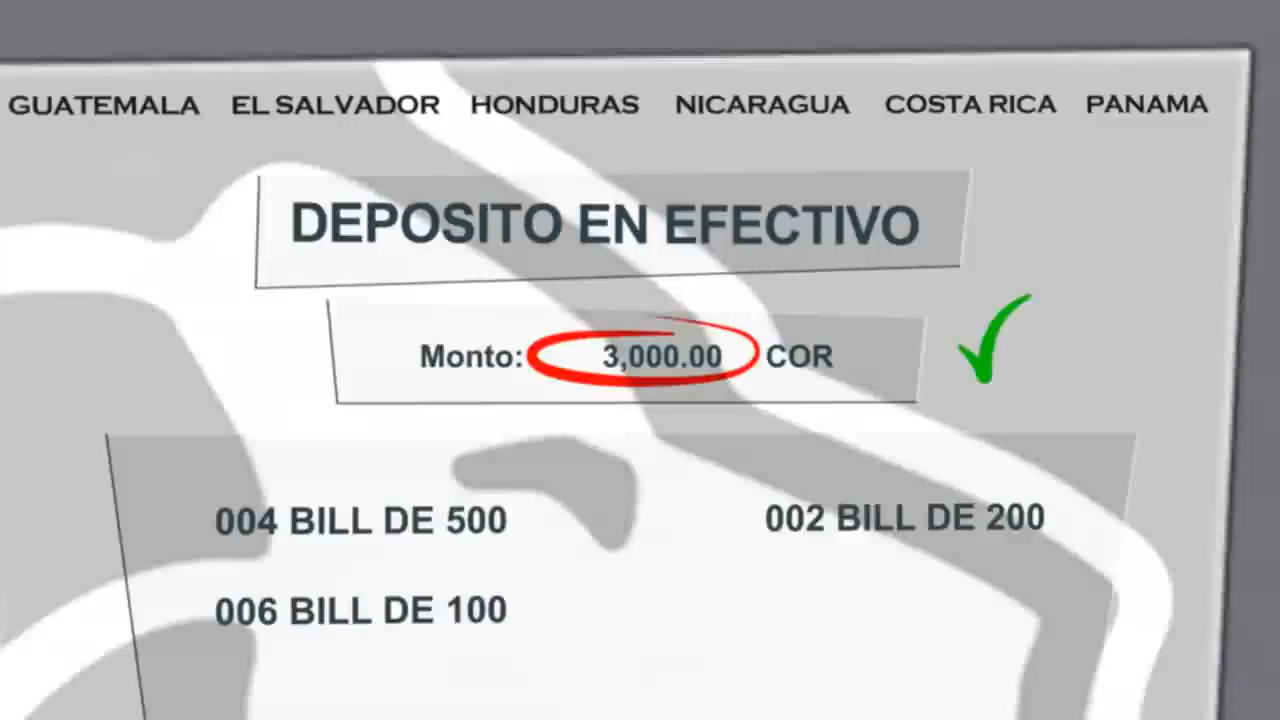 GUATEMALA EL SALVADOR HONDURAS NICARAGUA COSTA RICA PANAMA
DEPOSITO EN EFECTIVO
Monto: 3,000.00 COR
004 BILL DE 500 002 BILL DE 200
006 BILL DE 100